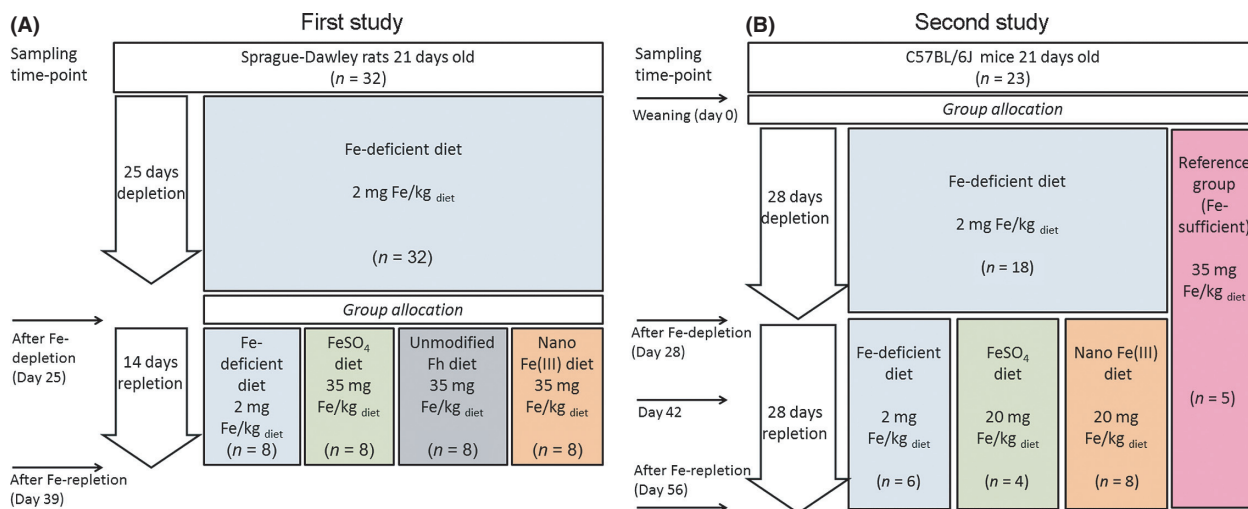 (A)
First study
Sampling
time-point
Sprague-Dawley rats 21 days old
(n = 32)
25 days
depletion
Fe-deficient diet
2 mg Fe/kg diet
(n = 32)
Group allocation
After Fe-
depletion
(Day 25)
14 days
repletion
Fe-
deficient
diet
2 mg
Fe/kg diet
(n = 8)
FeSO4
diet
35 mg
Fe/kg diet
(n = 8)
Unmodified
Fh diet
35 mg
Fe/kg diet
(n = 8)
Nano
Fe(III) diet
35 mg
Fe/kg diet
(n = 8)
After Fe-repletion
(Day 39)
(B)
Second study
Sampling
time-point
C57BL/6J mice 21 days old
(n = 23)
Weaning (day 0)
Group allocation
28 days
depletion
Fe-deficient diet
2 mg Fe/kg diet
(n = 18)
Reference
group
(Fe-
sufficient)
35 mg
Fe/kg diet
(n = 5)
After Fe-depletion
(Day 28)
Day 42
28 days
repletion
Fe-deficient
diet
2 mg
Fe/kg diet
(n = 6)
FeSO4
diet
20 mg
Fe/kg diet
(n = 4)
Nano Fe(III)
diet
20 mg
Fe/kg diet
(n = 8)
After Fe-repletion
(Day 56)